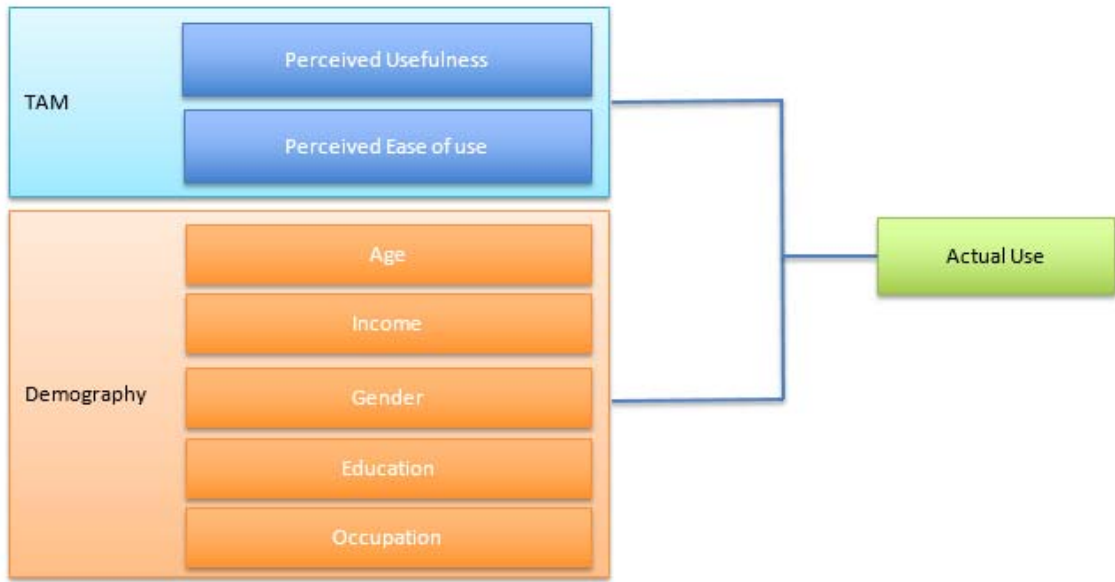 TAM
Perceived Usefulness
Perceived Ease of use
Demography
Age
Income
Gender
Education
Occupation
Actual Use